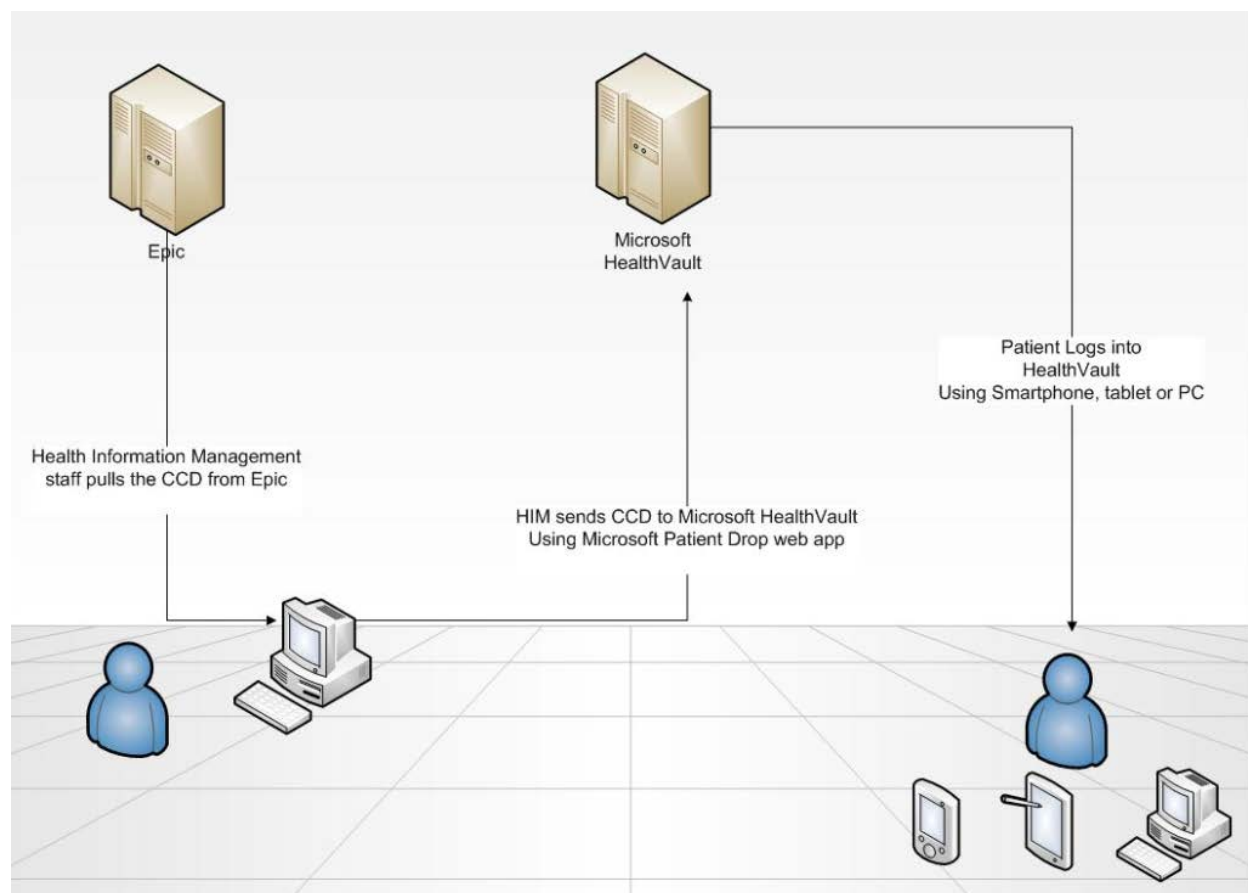 Epic
Microsoft
HealthVault
Patient Logs into
HealthVault
Using Smartphone, tablet or PC
Health Information Management
staff pulls the CCD from Epic
HIM sends CCD to Microsoft HealthVault
Using Microsoft Patient Drop web app